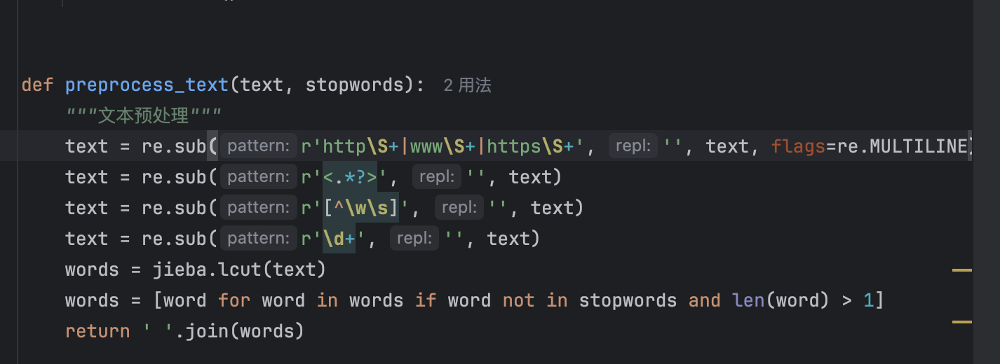 def preprocess_text(text, stopwords): 2 用法
"""文本预处理"""
text = re.sub( pattern: r'http\S+|www\S+|https\S+', repl: '', text, flags=re.MULTILINE)
text = re.sub( pattern: r'<.*?>', repl: '', text)
text = re.sub( pattern: r'[^\w\s]', repl: '', text)
text = re.sub( pattern: r'\d+', repl: '', text)
words = jieba.lcut(text)
words = [word for word in words if word not in stopwords and len(word) > 1]
return ' '.join(words)